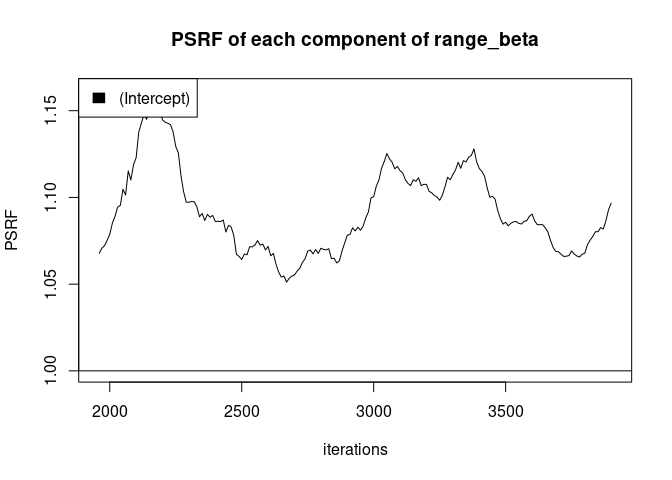 PSRF of each component of range_beta
(Intercept)
PSRF
1.15
1.10
1.05
1.00
2000 2500 3000 3500
iterations